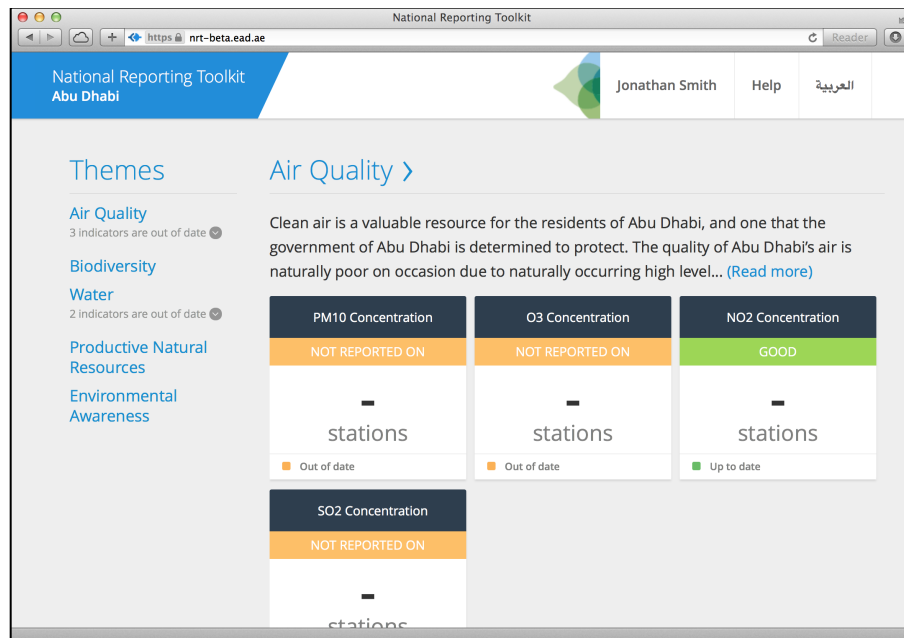 National Reporting Toolkit
https nrt-beta.ead.ae
Reader
National Reporting Toolkit
Abu Dhabi
Jonathan Smith
Help
العربية
Themes
Air Quality
3 indicators are out of date
Biodiversity
Water
2 indicators are out of date
Productive Natural
Resources
Environmental
Awareness
Air Quality
Clean air is a valuable resource for the residents of Abu Dhabi, and one that the
government of Abu Dhabi is determined to protect. The quality of Abu Dhabi’s air is
naturally poor on occasion due to naturally occurring high level... (Read more)
PM10 Concentration
NOT REPORTED ON
-
stations
Out of date
O3 Concentration
NOT REPORTED ON
-
stations
Out of date
NO2 Concentration
GOOD
-
stations
Up to date
SO2 Concentration
NOT REPORTED ON
-
stations